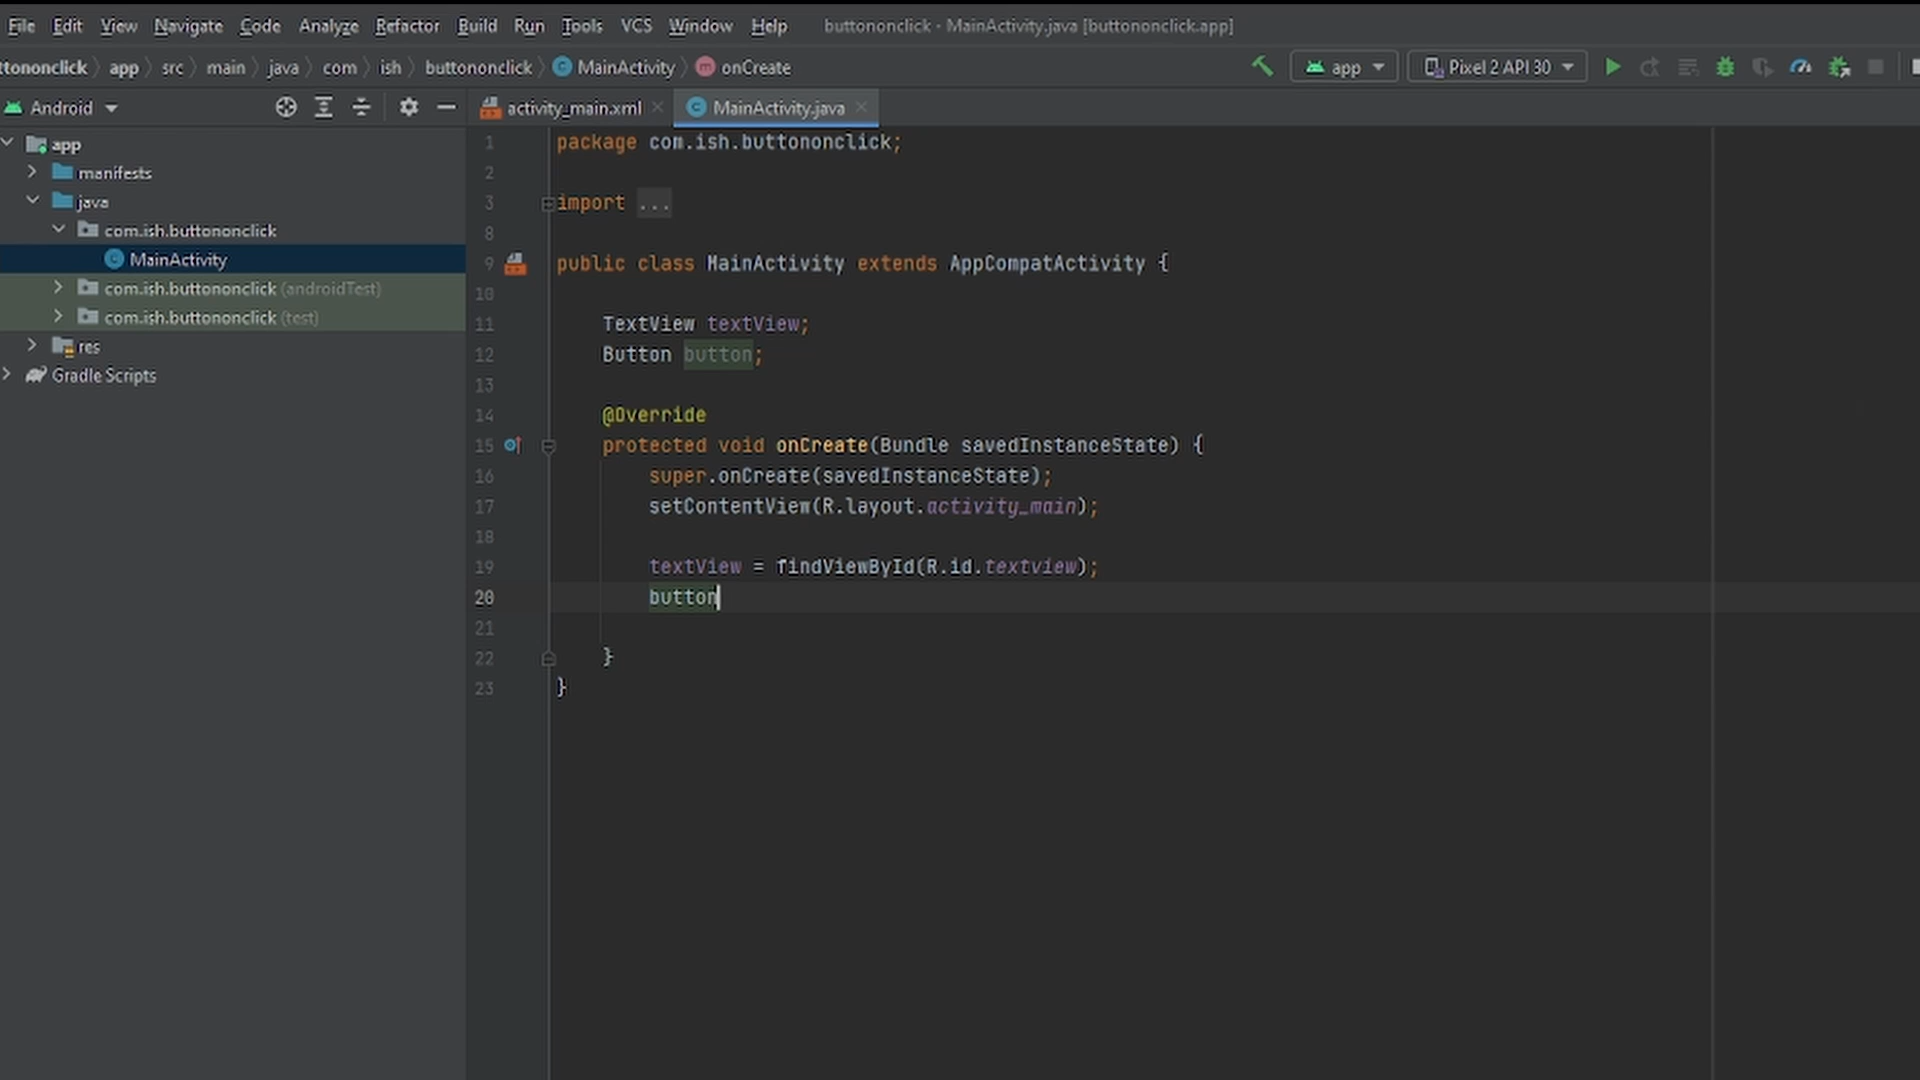 File Edit View Navigate Code Analyze Refactor Build Run Tools VCS Window Help buttononclick - MainActivity.java [buttononclick.app]
ttononclick app src main java com ish buttononclick MainActivity onCreate app Pixel 2 API 30
Android activity_main.xml MainActivity.java
app
manifests
java
com.ish.buttononclick
MainActivity
com.ish.buttononclick (androidTest)
com.ish.buttononclick (test)
res
Gradle Scripts
1 package com.ish.buttononclick;
2
3 import ...
8
9 public class MainActivity extends AppCompatActivity {
10
11 TextView textView;
12 Button button;
13
14 @Override
15 protected void onCreate(Bundle savedInstanceState) {
16 super.onCreate(savedInstanceState);
17 setContentView(R.layout.activity_main);
18
19 textView = findViewById(R.id.textview);
20 button
21
22 }
23 }